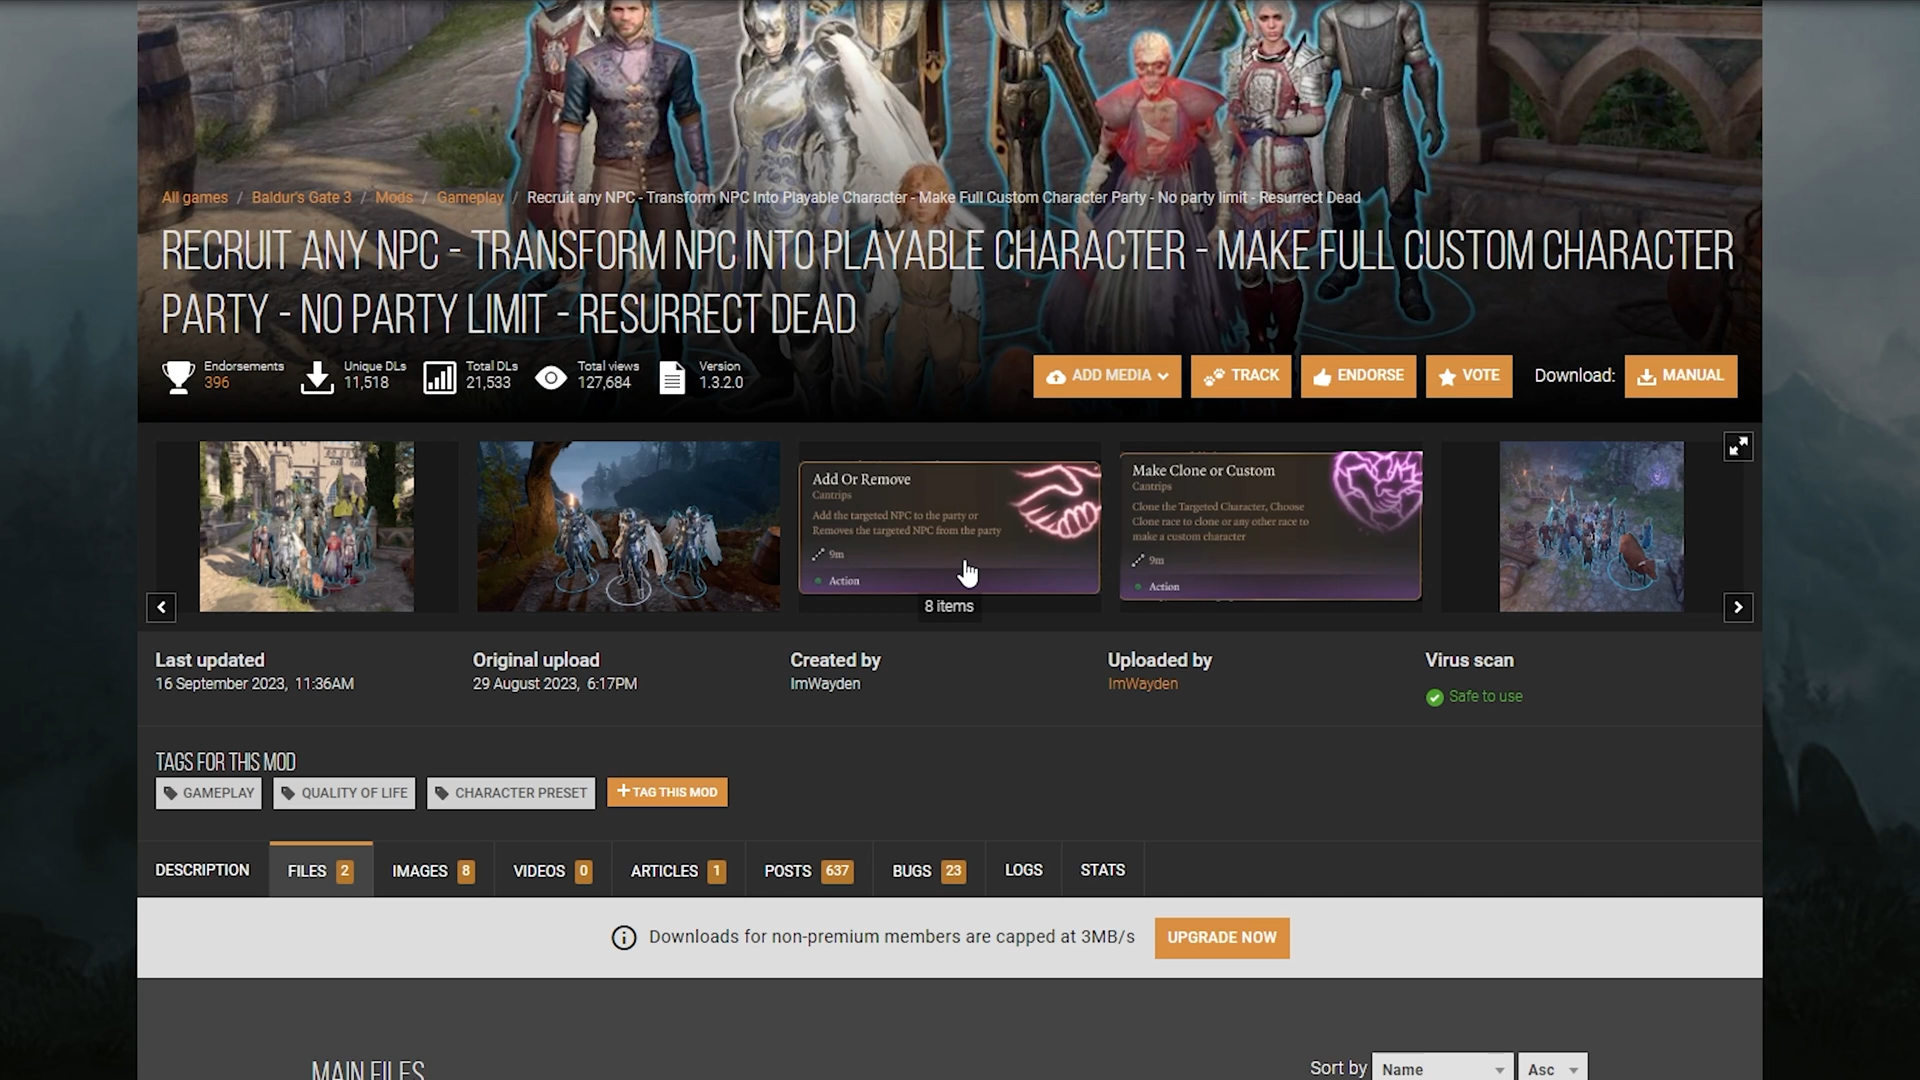 All games / Baldur's Gate 3 / Mods / Gameplay / Recruit any NPC - Transform NPC Into Playable Character - Make Full Custom Character Party - No party limit - Resurrect Dead
RECRUIT ANY NPC - TRANSFORM NPC INTO PLAYABLE CHARACTER - MAKE FULL CUSTOM CHARACTER
PARTY - NO PARTY LIMIT - RESURRECT DEAD
Endorsements
396
Unique DLs
11,518
Total DLs
21,533
Total views
127,684
Version
1.3.2.0
ADD MEDIA
TRACK
ENDORSE
VOTE
Download:
MANUAL
Add Or Remove
Cantrips
Add the targeted NPC to the party or
Removes the targeted NPC from the party
9m
Action
8 items
Make Clone or Custom
Cantrips
Clone the Targeted Character, Choose
Clone race to clone or any other race to
make a custom character
9m
Action
Last updated
16 September 2023, 11:36AM
Original upload
29 August 2023, 6:17PM
Created by
ImWayden
Uploaded by
ImWayden
Virus scan
Safe to use
TAGS FOR THIS MOD
GAMEPLAY
QUALITY OF LIFE
CHARACTER PRESET
+ TAG THIS MOD
DESCRIPTION
FILES 2
IMAGES 8
VIDEOS 0
ARTICLES 1
POSTS 637
BUGS 23
LOGS
STATS
Downloads for non-premium members are capped at 3MB/s
UPGRADE NOW
MAIN FILES
Sort by
Name
Asc